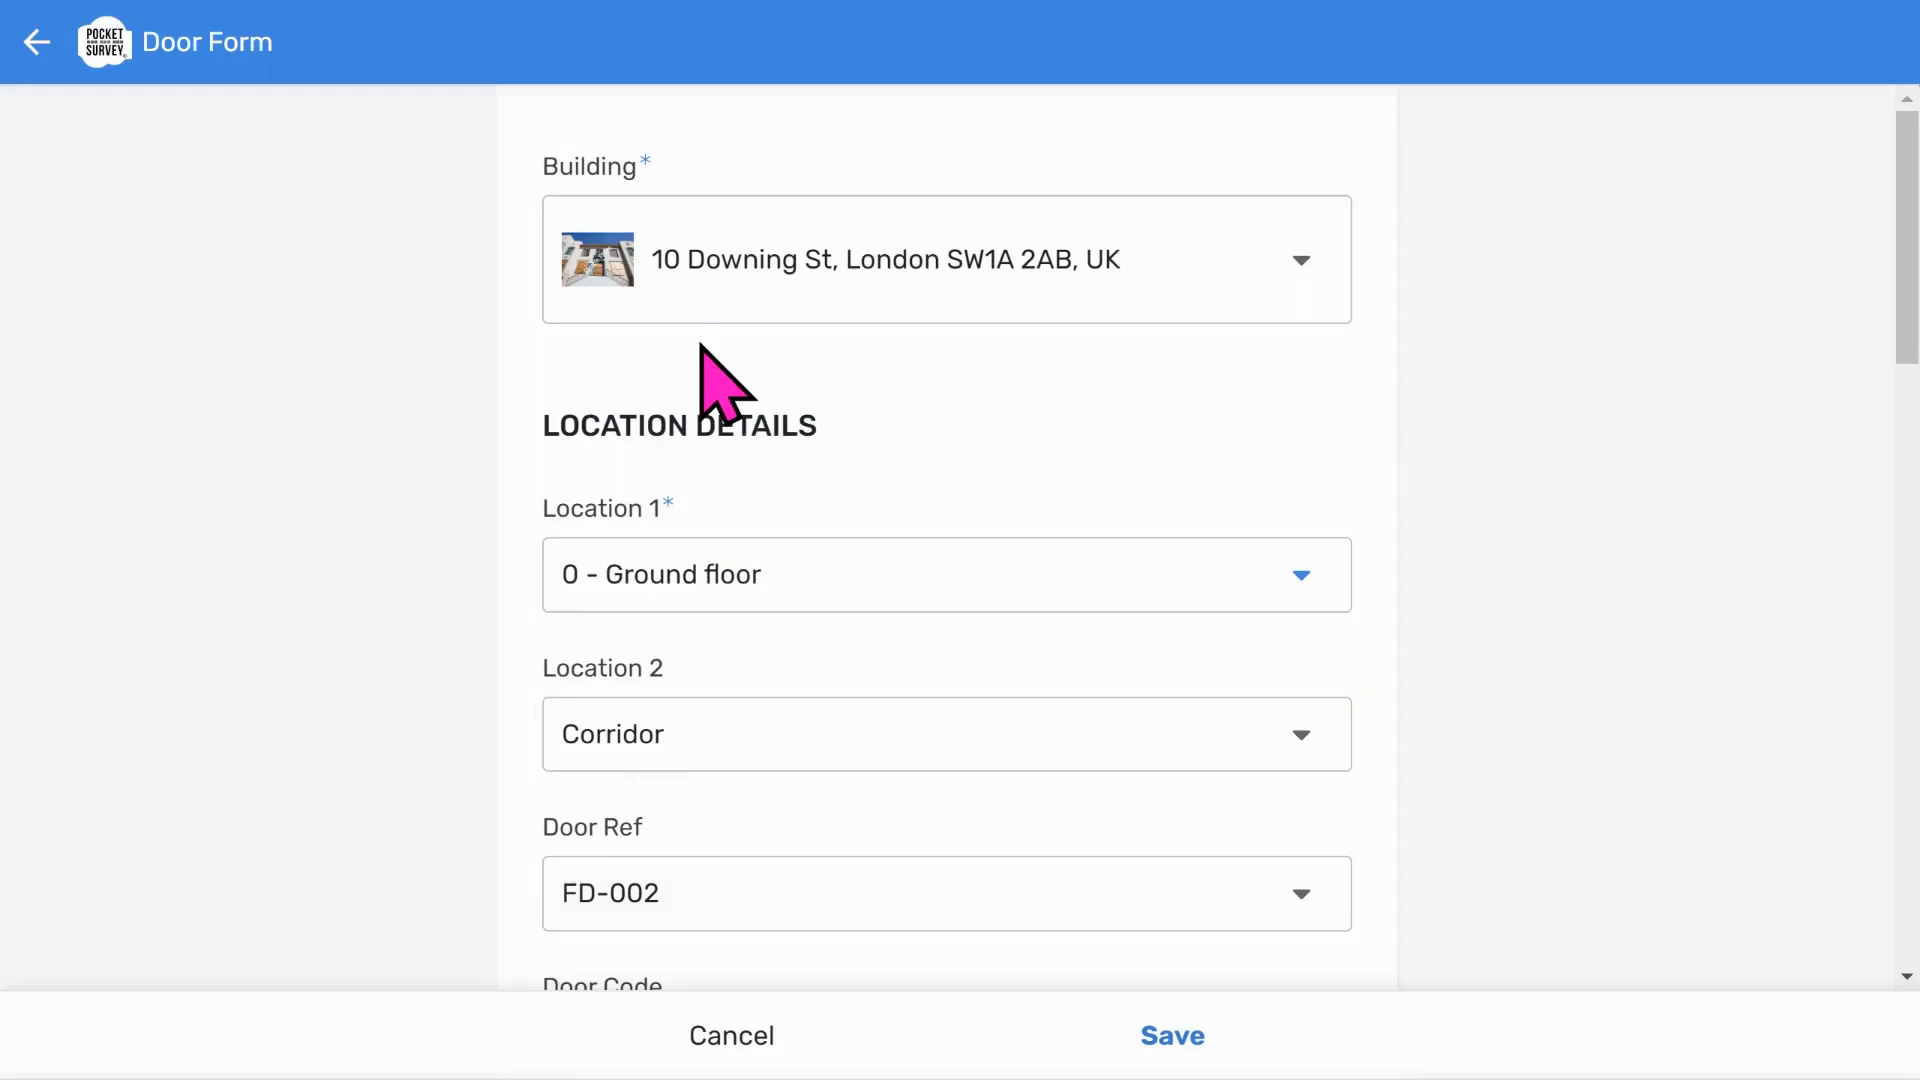 POCKET
SURVEY
Door Form
Building*
10 Downing St, London SW1A 2AB, UK
LOCATION DETAILS
Location 1*
0 - Ground floor
Location 2
Corridor
Door Ref
FD-002
Door Code
Cancel
Save